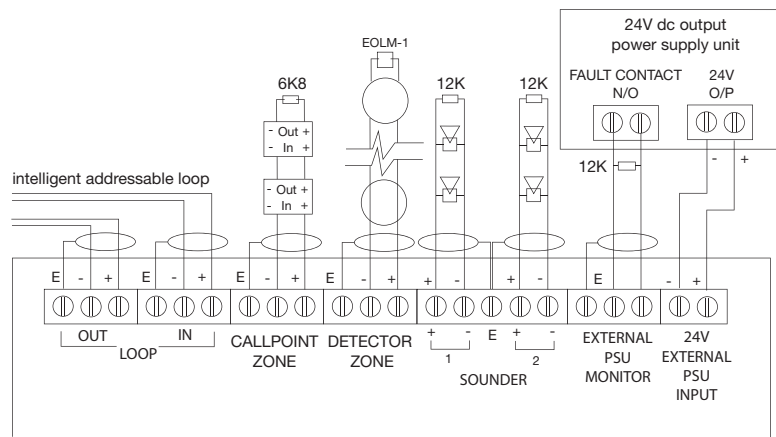 24V dc output
power supply unit
EOLM-1
FAULT CONTACT
N/O
24V
O/P
6K8
12K
12K
- Out +
- In +
- +
12K
intelligent addressable loop
- Out +
- In +
E - + E - + E - + E - + + - + - E - +
OUT IN
LOOP
CALLPOINT
ZONE
DETECTOR
ZONE
+ - E + -
1 2
SOUNDER
EXTERNAL
PSU
MONITOR
24V
EXTERNAL
PSU
INPUT